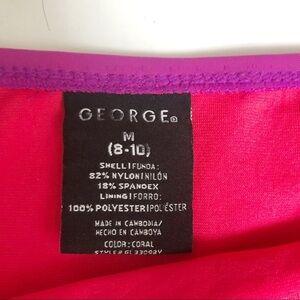 GEORGE®
M
(8-10)
SHELL/FUNDA:
82% NYLON/NILÓN
18% SPANDEX
LINING/FORRO:
100% POLYESTER/POLIÉSTER
MADE IN CAMBODIA/
HECHO EN CAMBOYA
COLOR: CORAL